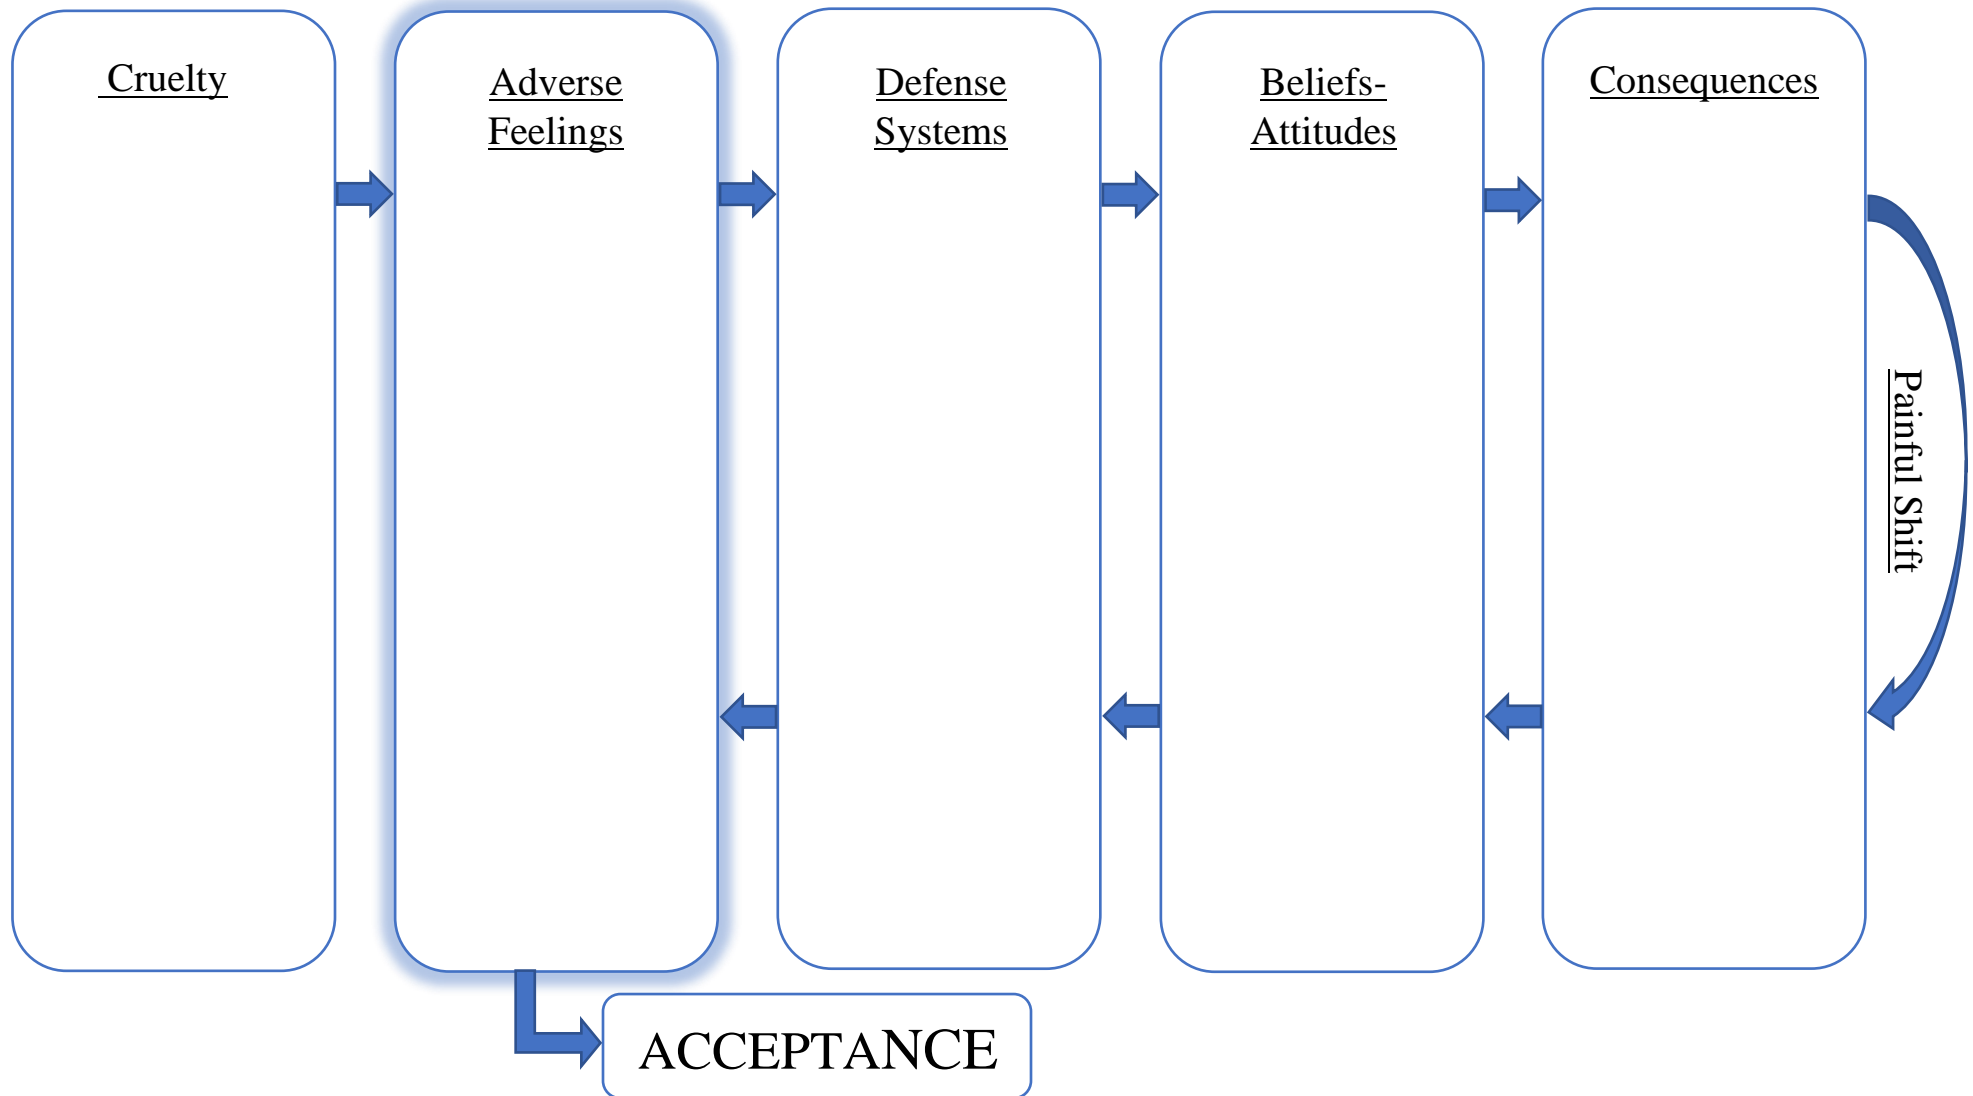 Cruelty
Adverse
Feelings
Defense
Systems
Beliefs-
Attitudes
Consequences
Painful Shift
ACCEPTANCE